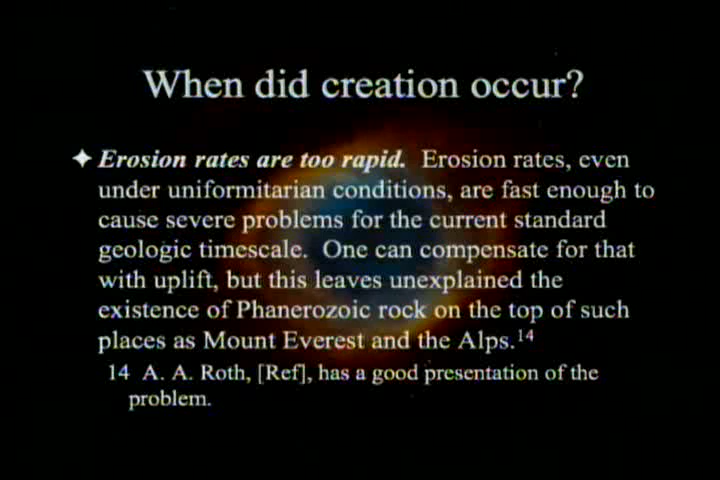 When did creation occur?
✦ Erosion rates are too rapid. Erosion rates, even
under uniformitarian conditions, are fast enough to
cause severe problems for the current standard
geologic timescale. One can compensate for that
with uplift, but this leaves unexplained the
existence of Phanerozoic rock on the top of such
places as Mount Everest and the Alps.14
14 A. A. Roth, [Ref], has a good presentation of the
problem.